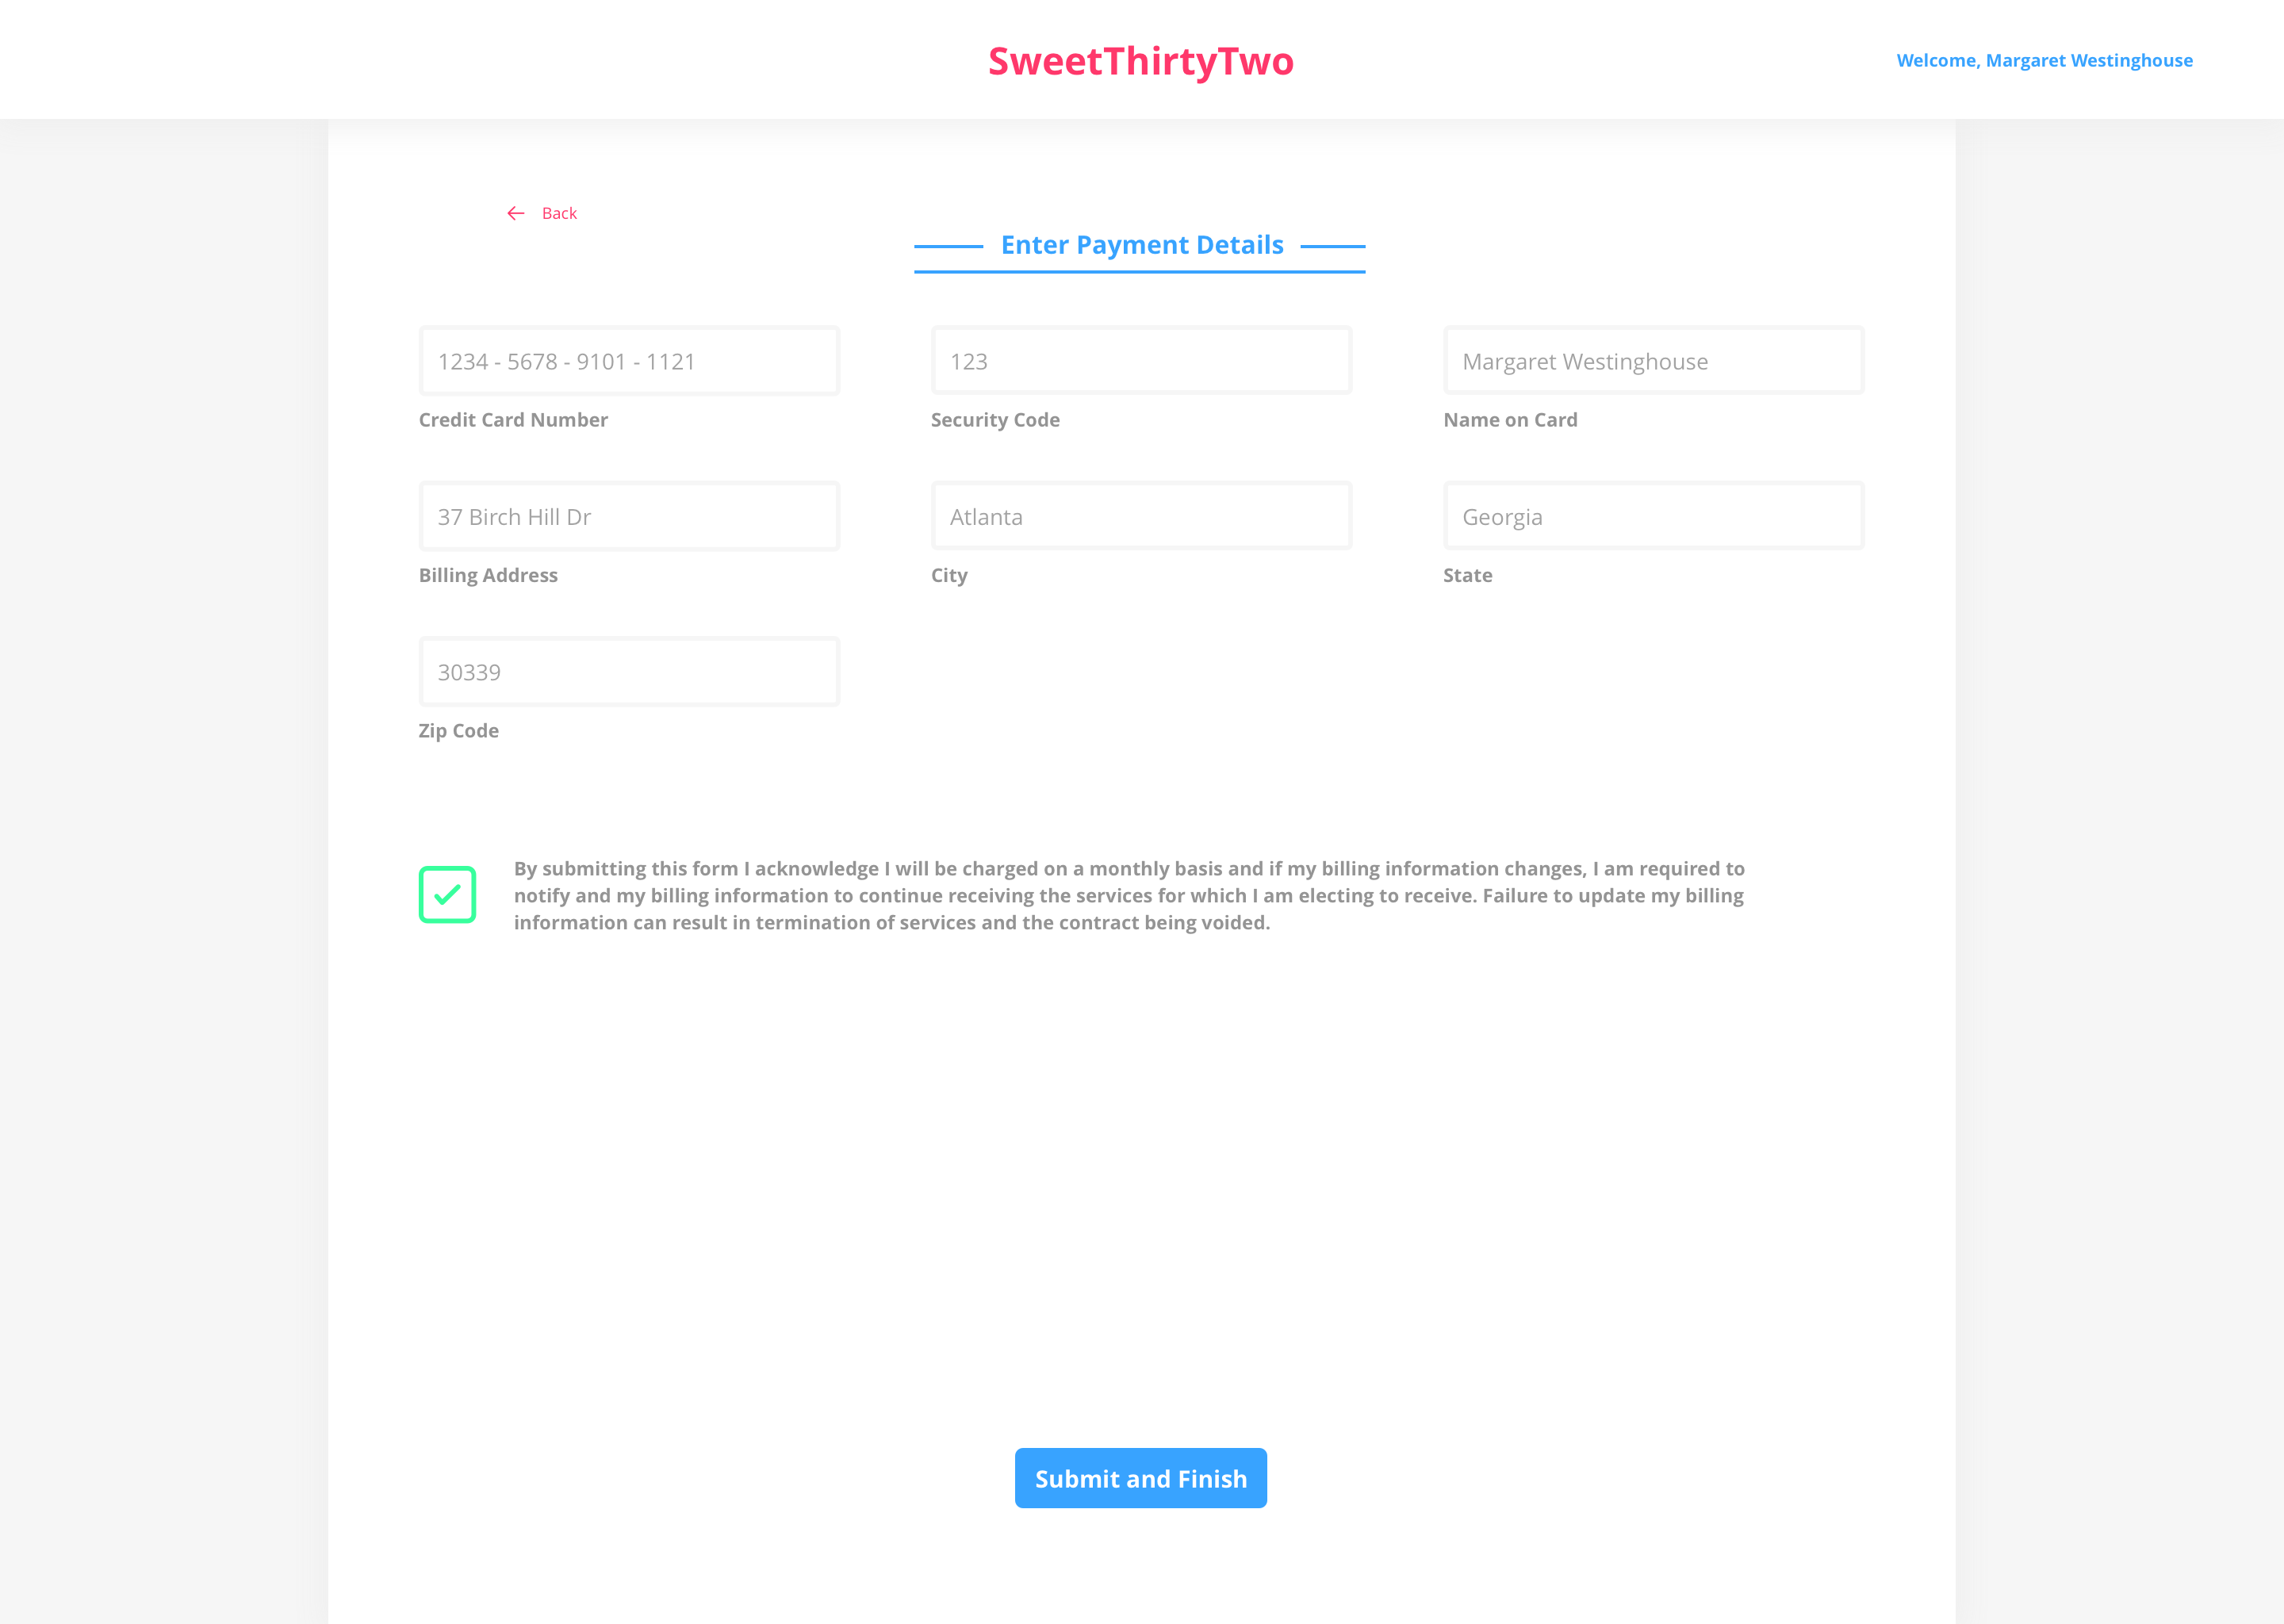 SweetThirtyTwo
Welcome, Margaret Westinghouse
Back
Enter Payment Details
1234 - 5678 - 9101 - 1121
123
Margaret Westinghouse
Credit Card Number
Security Code
Name on Card
37 Birch Hill Dr
Atlanta
Georgia
Billing Address
City
State
30339
Zip Code
By submitting this form I acknowledge I will be charged on a monthly basis and if my billing information changes, I am required to
notify and my billing information to continue receiving the services for which I am electing to receive. Failure to update my billing
information can result in termination of services and the contract being voided.
Submit and Finish